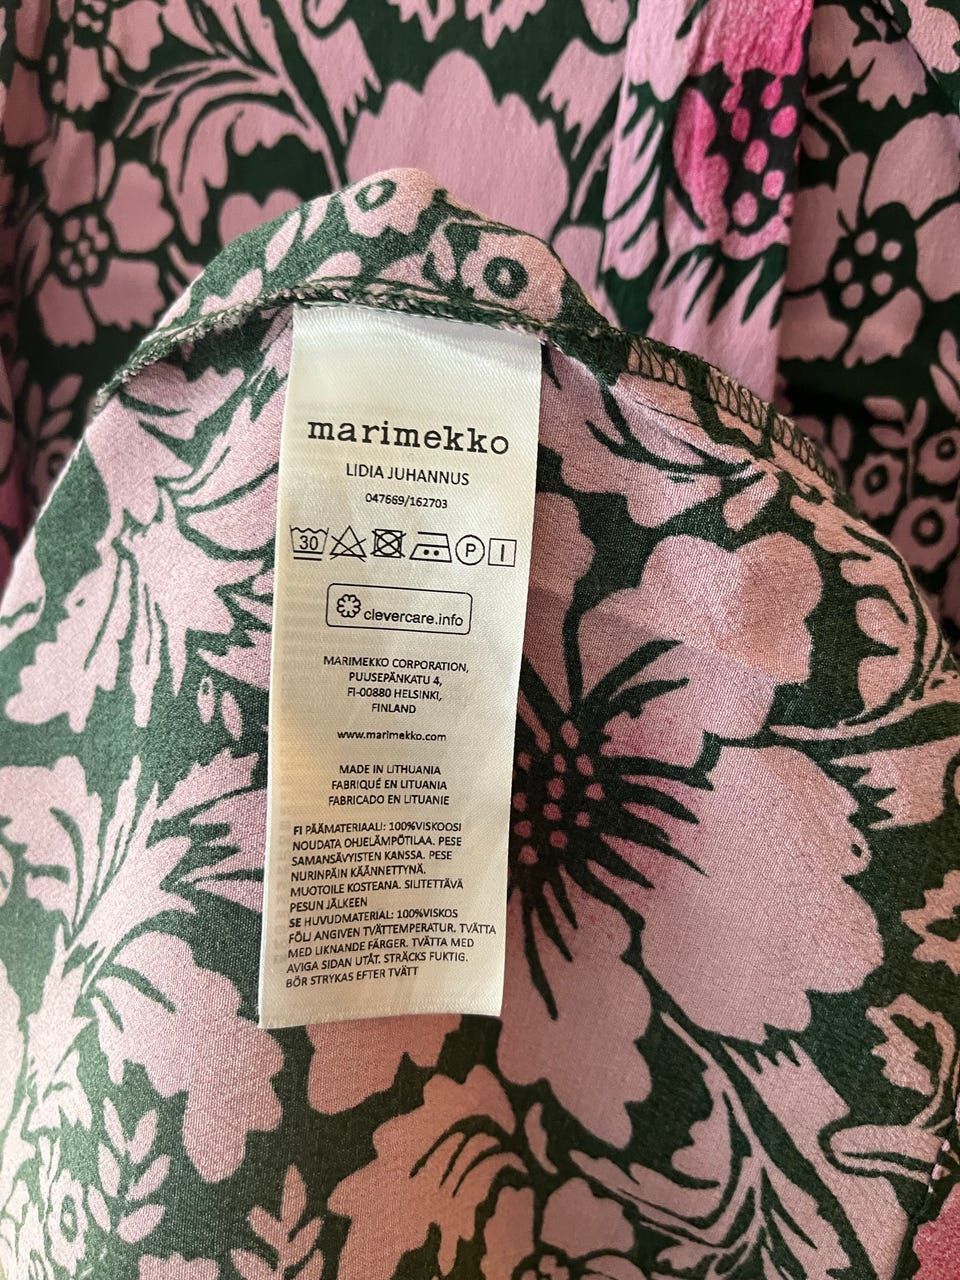 marimekko
LIDIA JUHANNUS
047669/162703
30 P I
clevercare.info
MARIMEKKO CORPORATION,
PUUSEPÄNKATU 4,
FI-00880 HELSINKI,
FINLAND
www.marimekko.com
MADE IN LITHUANIA
FABRIQUÉ EN LITUANIA
FABRICADO EN LITUANIE
FI PÄÄMATERIAALI: 100%VISKOOSI
NOUDATA OHJELÄMPÖTILAA. PESE
SAMANSÄVYISTEN KANSSA. PESE
NURINPÄIN KÄÄNNETTYNÄ.
MUOTOILE KOSTEANA. SILITETTÄVÄ
PESUN JÄLKEEN
SE HUVUDMATERIAL: 100%VISKOS
FÖLJ ANGIVEN TVÄTTEMPERATUR. TVÄTTA
MED LIKNANDE FÄRGER. TVÄTTA MED
AVIGA SIDAN UTÅT. STRÄCKS FUKTIG.
BÖR STRYKAS EFTER TVÄTT